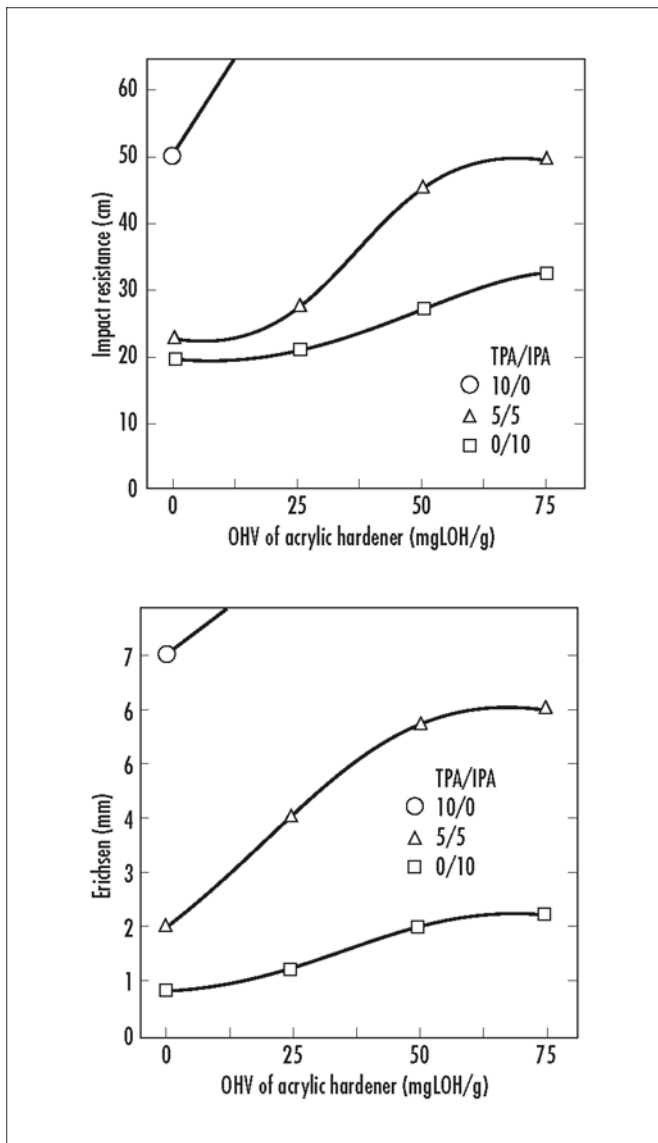 60
50
40
30
20
10
0
Impact resistance (cm)
TPA/IPA
10/0
5/5
0/10
0 25 50 75
OHV of acrylic hardener (mgLOH/g)
7
6
6
4
3
2
1
0
Erichsen (mm)
TPA/IPA
10/0
5/5
0/10
0 25 50 75
OHV of acrylic hardener (mgLOH/g)